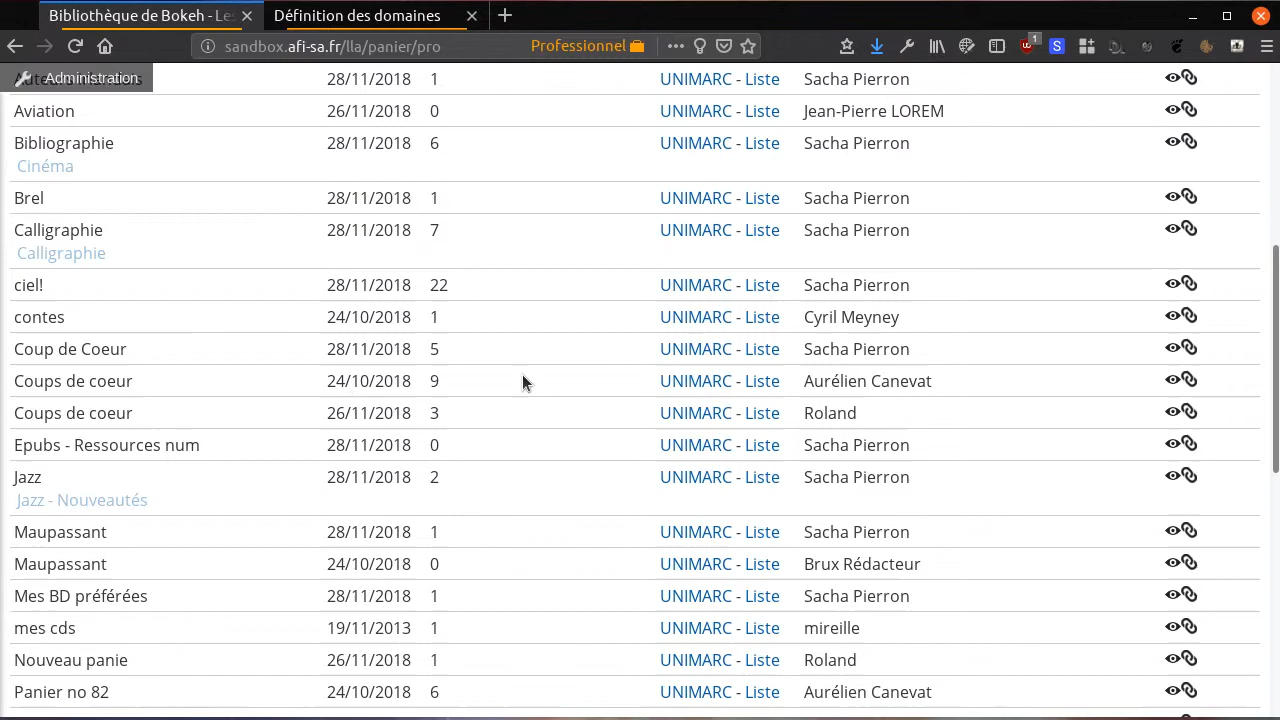 Bibliothèque de Bokeh - Le
Définition des domaines
sandbox.afi-sa.fr/lla/panier/pro
Professionnel
1
Administration
28/11/2018 1 UNIMARC - Liste Sacha Pierron
Aviation 26/11/2018 0 UNIMARC - Liste Jean-Pierre LOREM
Bibliographie 28/11/2018 6 UNIMARC - Liste Sacha Pierron
Cinéma
Brel 28/11/2018 1 UNIMARC - Liste Sacha Pierron
Calligraphie 28/11/2018 7 UNIMARC - Liste Sacha Pierron
Calligraphie
ciel! 28/11/2018 22 UNIMARC - Liste Sacha Pierron
contes 24/10/2018 1 UNIMARC - Liste Cyril Meyney
Coup de Coeur 28/11/2018 5 UNIMARC - Liste Sacha Pierron
Coups de coeur 24/10/2018 9 UNIMARC - Liste Aurélien Canevat
Coups de coeur 26/11/2018 3 UNIMARC - Liste Roland
Epubs - Ressources num 28/11/2018 0 UNIMARC - Liste Sacha Pierron
Jazz 28/11/2018 2 UNIMARC - Liste Sacha Pierron
Jazz - Nouveautés
Maupassant 28/11/2018 1 UNIMARC - Liste Sacha Pierron
Maupassant 24/10/2018 0 UNIMARC - Liste Brux Rédacteur
Mes BD préférées 28/11/2018 1 UNIMARC - Liste Sacha Pierron
mes cds 19/11/2013 1 UNIMARC - Liste mireille
Nouveau panie 26/11/2018 1 UNIMARC - Liste Roland
Panier no 82 24/10/2018 6 UNIMARC - Liste Aurélien Canevat